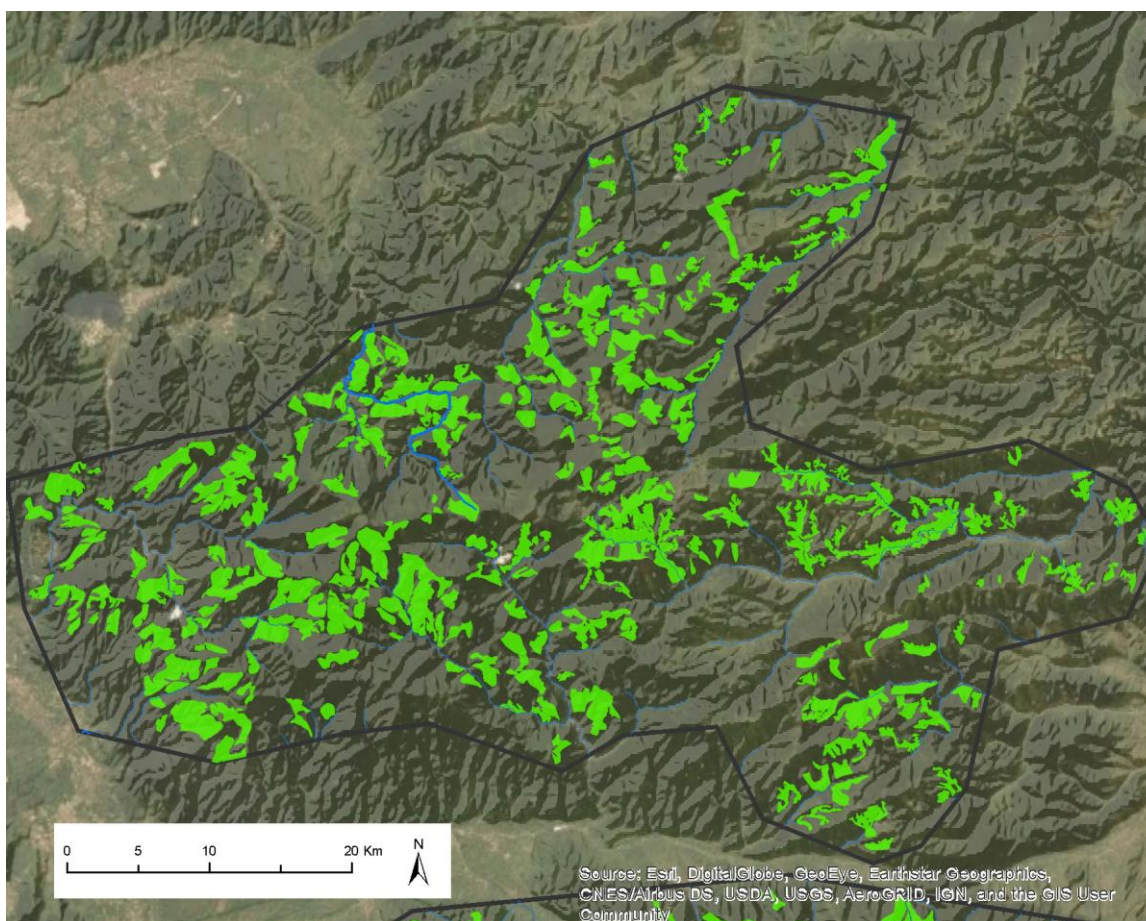 0 5 10 20 Km
N
Source: Esri, DigitalGlobe, GeoEye, Earthstar Geographics,
CNES/Airbus DS, USDA, USGS, AeroGRID, IGN, and the GIS User
Community